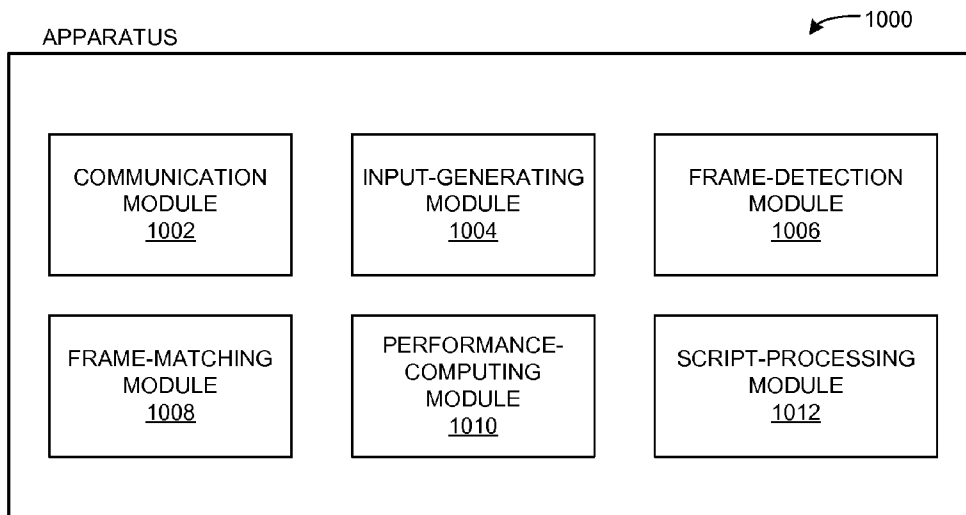 1000
APPARATUS
COMMUNICATION
MODULE
1002
INPUT-GENERATING
MODULE
1004
FRAME-DETECTION
MODULE
1006
FRAME-MATCHING
MODULE
1008
PERFORMANCE-
COMPUTING
MODULE
1010
SCRIPT-PROCESSING
MODULE
1012